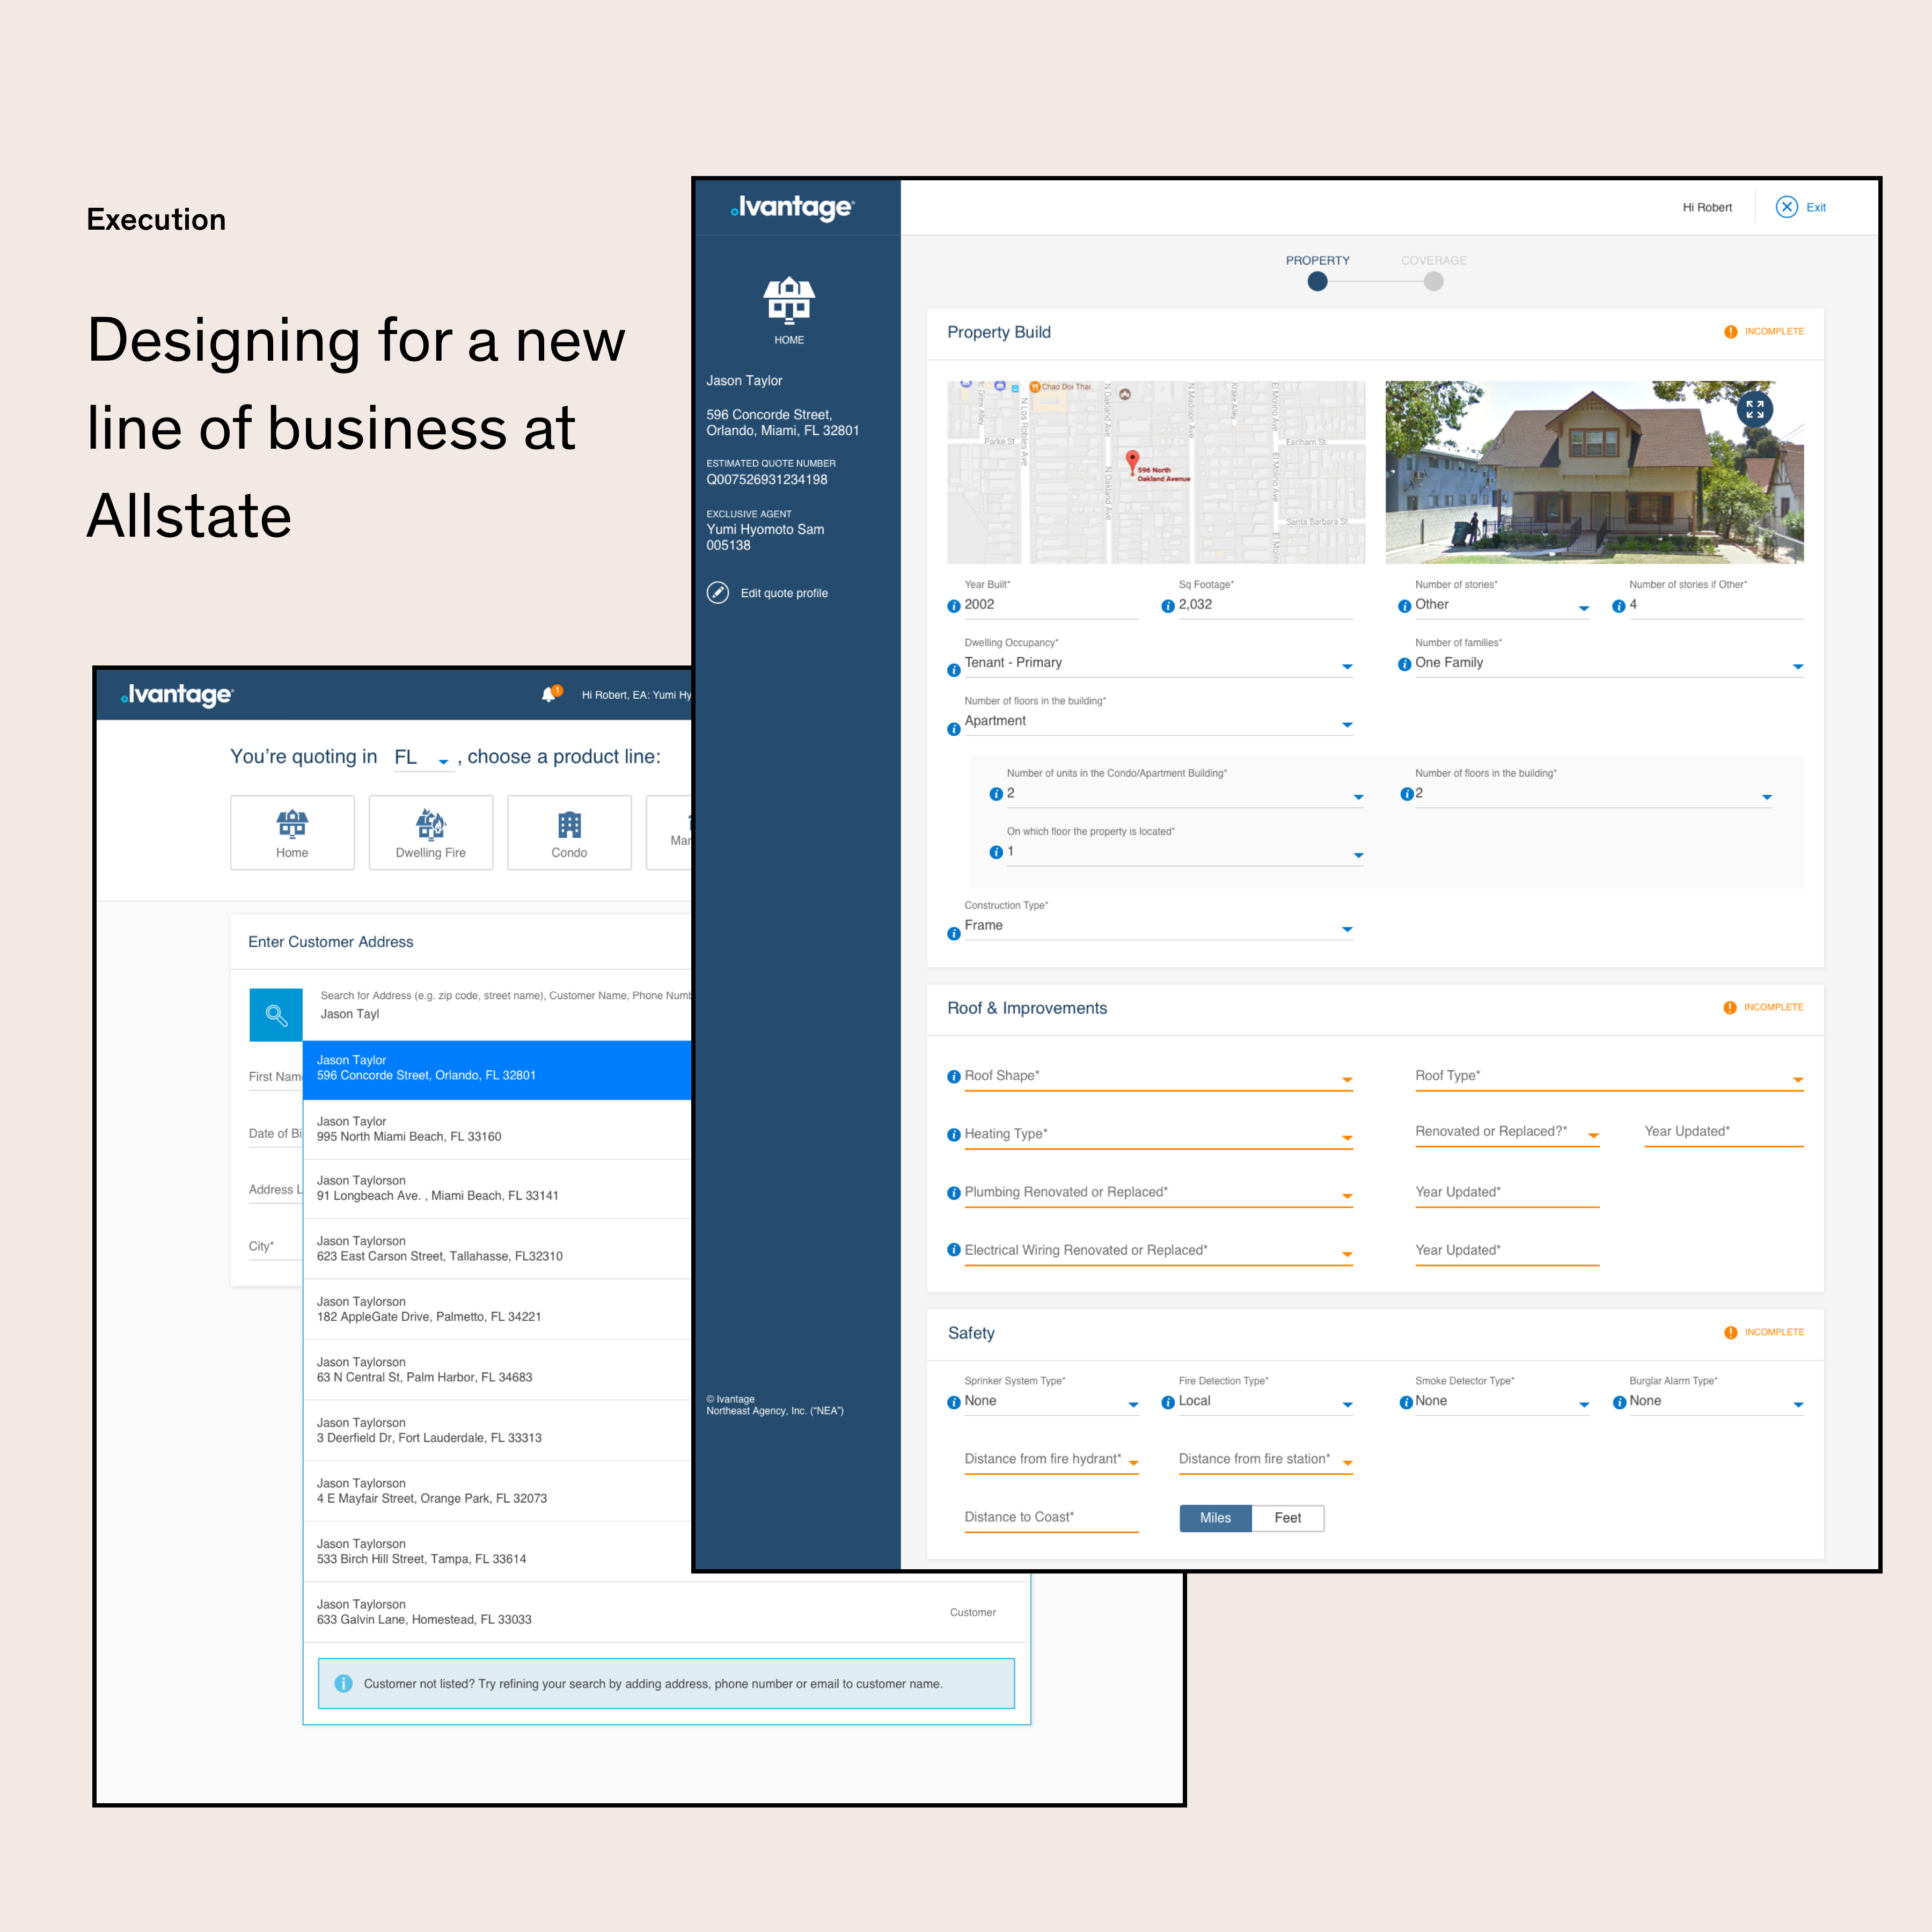 Execution
Designing for a new
line of business at
Allstate
Ivantage
Hi Robert, EA: Yumi Hy
You're quoting in FL , choose a product line:
Home
Dwelling Fire
Condo
Enter Customer Address
Search for Address (e.g. zip code, street name), Customer Name, Phone Numb
Jason Tayl
First Nam
Date of Bi
Address L
City*
Jason Taylor
596 Concorde Street, Orlando, FL 32801
Jason Taylor
995 North Miami Beach, FL 33160
Jason Taylorson
91 Longbeach Ave. , Miami Beach, FL 33141
Jason Taylorson
623 East Carson Street, Tallahasse, FL32310
Jason Taylorson
182 AppleGate Drive, Palmetto, FL 34221
Jason Taylorson
63 N Central St, Palm Harbor, FL 34683
Jason Taylorson
3 Deerfield Dr, Fort Lauderdale, FL 33313
Jason Taylorson
4 E Mayfair Street, Orange Park, FL 32073
Jason Taylorson
533 Birch Hill Street, Tampa, FL 33614
Jason Taylorson
633 Galvin Lane, Homestead, FL 33033
Customer
Customer not listed? Try refining your search by adding address, phone number or email to customer name.
Ivantage
HOME
Jason Taylor
596 Concorde Street,
Orlando, Miami, FL 32801
ESTIMATED QUOTE NUMBER
Q007526931234198
EXCLUSIVE AGENT
Yumi Hyomoto Sam
005138
Edit quote profile
© Ivantage
Northeast Agency, Inc. ("NEA")
Hi Robert
Exit
PROPERTY COVERAGE
Property Build
INCOMPLETE
Chao Doi Thai
N Los Robles Ave
N Oakland Ave
N Oakland Ave
N Madison Ave
El Molino Ave
El Molino Ave
Parke St
Earlham St
Santa Barbara St
596 North
Oakland Avenue
Year Built* Sq Footage* Number of stories* Number of stories if Other*
2002 2,032 Other 4
Dwelling Occupancy* Number of families*
Tenant - Primary One Family
Number of floors in the building*
Apartment
Number of units in the Condo/Apartment Building* Number of floors in the building*
2 2
On which floor the property is located*
1
Construction Type*
Frame
Roof & Improvements
INCOMPLETE
Roof Shape* Roof Type*
Heating Type* Renovated or Replaced?* Year Updated*
Plumbing Renovated or Replaced* Year Updated*
Electrical Wiring Renovated or Replaced* Year Updated*
Safety
INCOMPLETE
Sprinker System Type* Fire Detection Type* Smoke Detector Type* Burglar Alarm Type*
None Local None None
Distance from fire hydrant* Distance from fire station*
Distance to Coast* Miles Feet